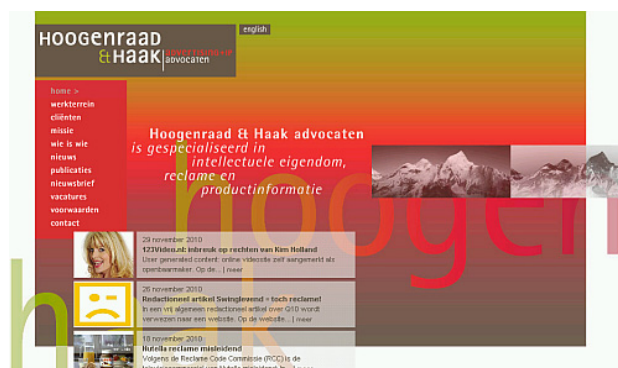 HOOGENRAAD
& HAAK
ADVERTISING+IP
ADVOCATEN
english
home >
werkterrein
cliënten
missie
wie is wie
nieuws
publicaties
nieuwsbrief
vacatures
voorwaarden
contact
Hoogenraad & Haak advocaten
is gespecialiseerd in
intellectuele eigendom,
reclame en
productinformatie
hoogen
haak
29 november 2010
123Video.nl: inbreuk op rechten van Kim Holland
User generated content: online videosite zelf aangemerkt als
openbaarmaker. Op de... | meer
26 november 2010
Redactioneel artikel Swinglevend = toch reclame!
In een vrij algemeen redactioneel artikel over Q10 wordt
verwezen naar een website. Op de website... | meer
18 november 2010
Nutella reclame misleidend
Volgens de Reclame Code Commissie (RCC) is de